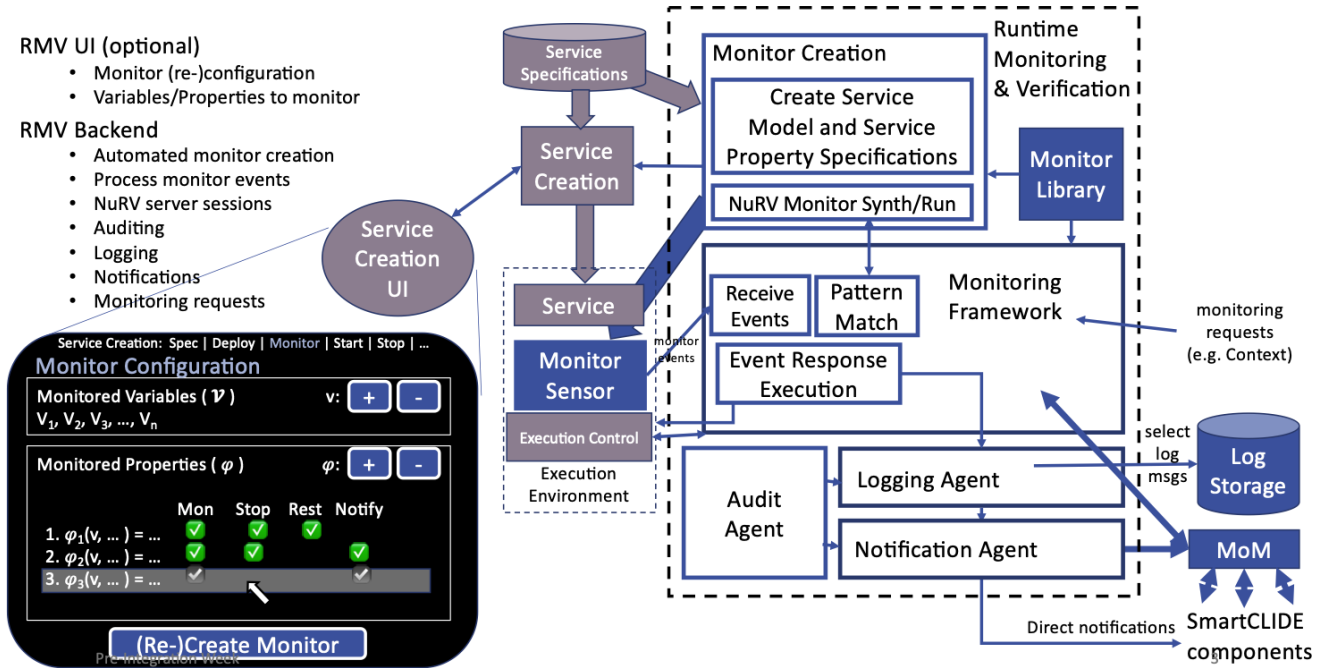 RMV UI (optional)
• Monitor (re-)configuration
• Variables/Properties to monitor
RMV Backend
• Automated monitor creation
• Process monitor events
• NuRV server sessions
• Auditing
• Logging
• Notifications
• Monitoring requests
Service
Specifications
Service
Creation
Service
Creation
UI
Service
Monitor
Sensor
Execution Control
Execution
Environment
monitor
events
Runtime
Monitoring
& Verification
Monitor Creation
Create Service
Model and Service
Property Specifications
NuRV Monitor Synth/Run
Monitor
Library
Monitoring
Framework
Receive
Events
Pattern
Match
Event Response
Execution
monitoring
requests
(e.g. Context)
Audit
Agent
Logging Agent
Notification Agent
select
log
msgs
Log
Storage
MoM
Direct notifications
SmartCLIDE
components
Service Creation: Spec | Deploy | Monitor | Start | Stop | ...
Monitor Configuration
Monitored Variables ( 𝒱 ) v: + -
V₁, V₂, V₃, ..., Vₙ
Monitored Properties ( φ ) φ: + -
Mon Stop Rest Notify
1. φ₁(v, ... ) = ...
2. φ₂(v, ... ) = ...
3. φ₃(v, ... ) = ...
(Re-)Create Monitor
Pre-Integration Week
3